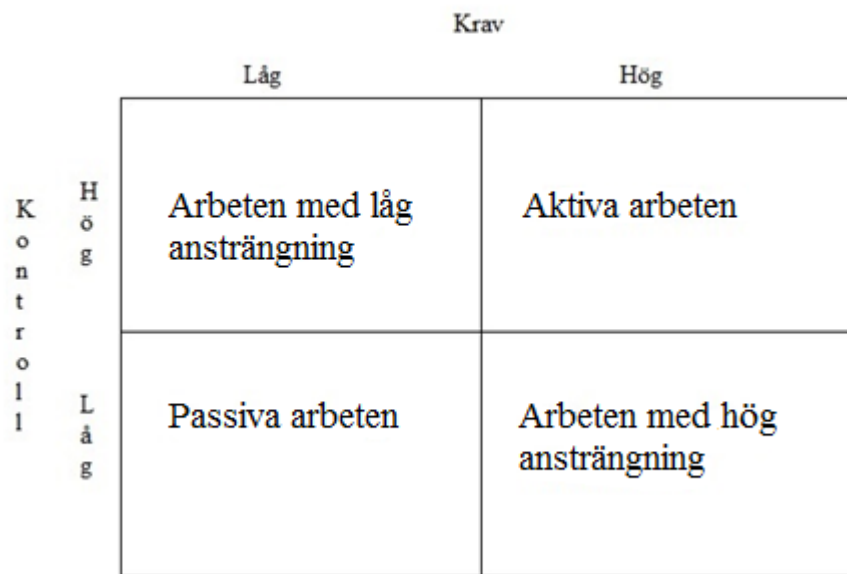 Krav
Låg
Hög
Kontroll
Hög
Arbeten med låg
ansträngning
Aktiva arbeten
Låg
Passiva arbeten
Arbeten med hög
ansträngning